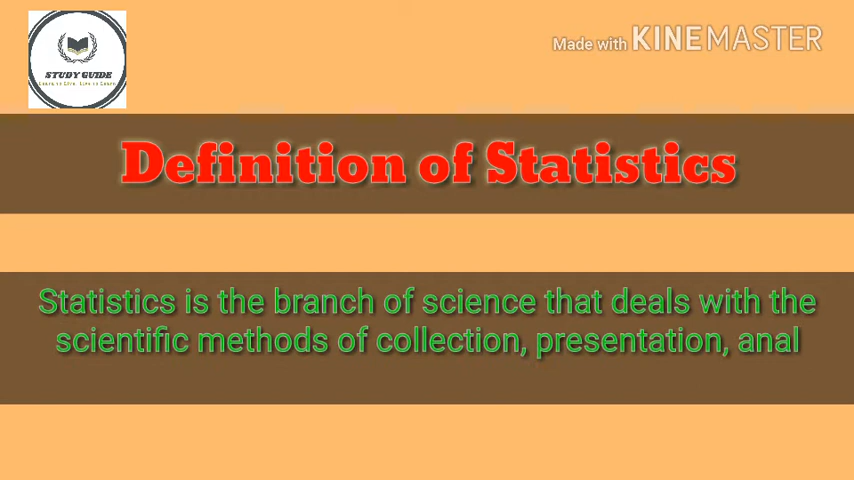 STUDY GUIDE
Made with KINEMASTER
Definition of Statistics
Statistics is the branch of science that deals with the
scientific methods of collection, presentation, anal